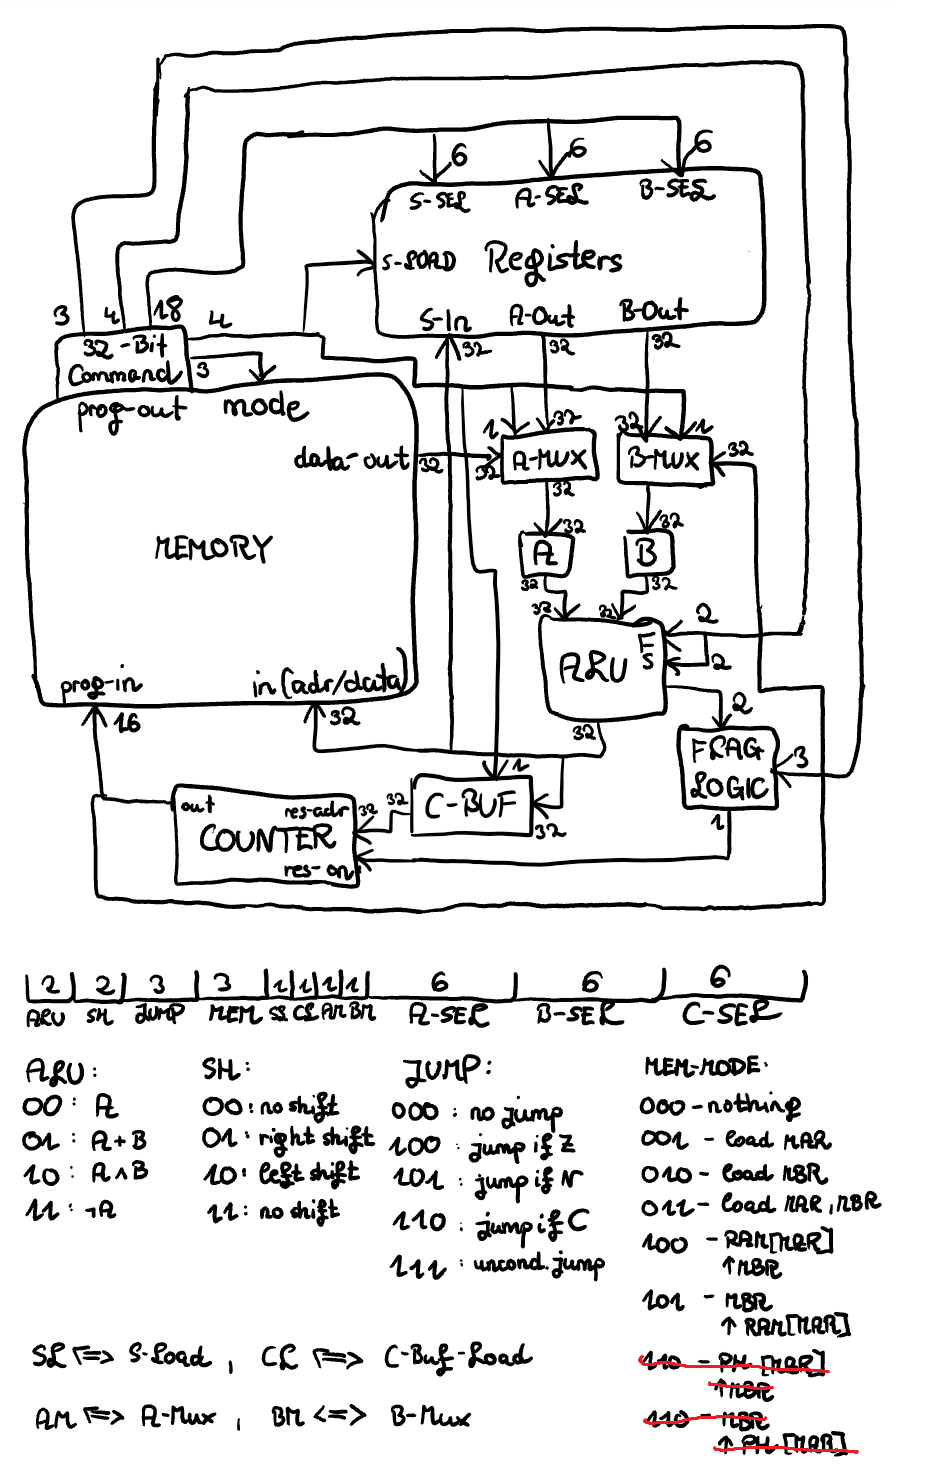 6 6 6
S-SEL A-SEL B-SEL
S-LOAD Registers
S-In A-Out B-Out
32 32 32
3 4 18 4
32-Bit
Command 3
prog-out mode
1 32 32 1
data-out 32 32 A-MUX B-MUX 32
32
32 32
MEMORY A B
32 32
32 32 2
F
ALU S 2
prog-in in (adr/data)
16 32 32 2
FLAG
LOGIC 3
1 1
out res-adr 32 32 C-BUF
COUNTER 32
res-on
2 2 3 3 1 1 1 1 6 6 6
ALU SH JUMP MEM SL CL AM BM A-SEL B-SEL C-SEL
ALU: SH: JUMP: MEM-MODE:
00: A 00: no shift 000: no jump 000 - nothing
01: A+B 01: right shift 100: jump if Z 001 - load MAR
10: A∧B 10: left shift 101: jump if N 010 - load MBR
11: ¬A 11: no shift 110: jump if C 011 - load MAR, MBR
111: uncond. jump 100 - RAM[MAR]
↑ MBR
101 - MBR
↑ RAM[MAR]
SL <=> S-Load, CL <=> C-Buf-Load
110 - PM [MAR]
↑ MBR
AM <=> A-Mux, BM <=> B-Mux
110 - MBR
↑ PM [MAR]